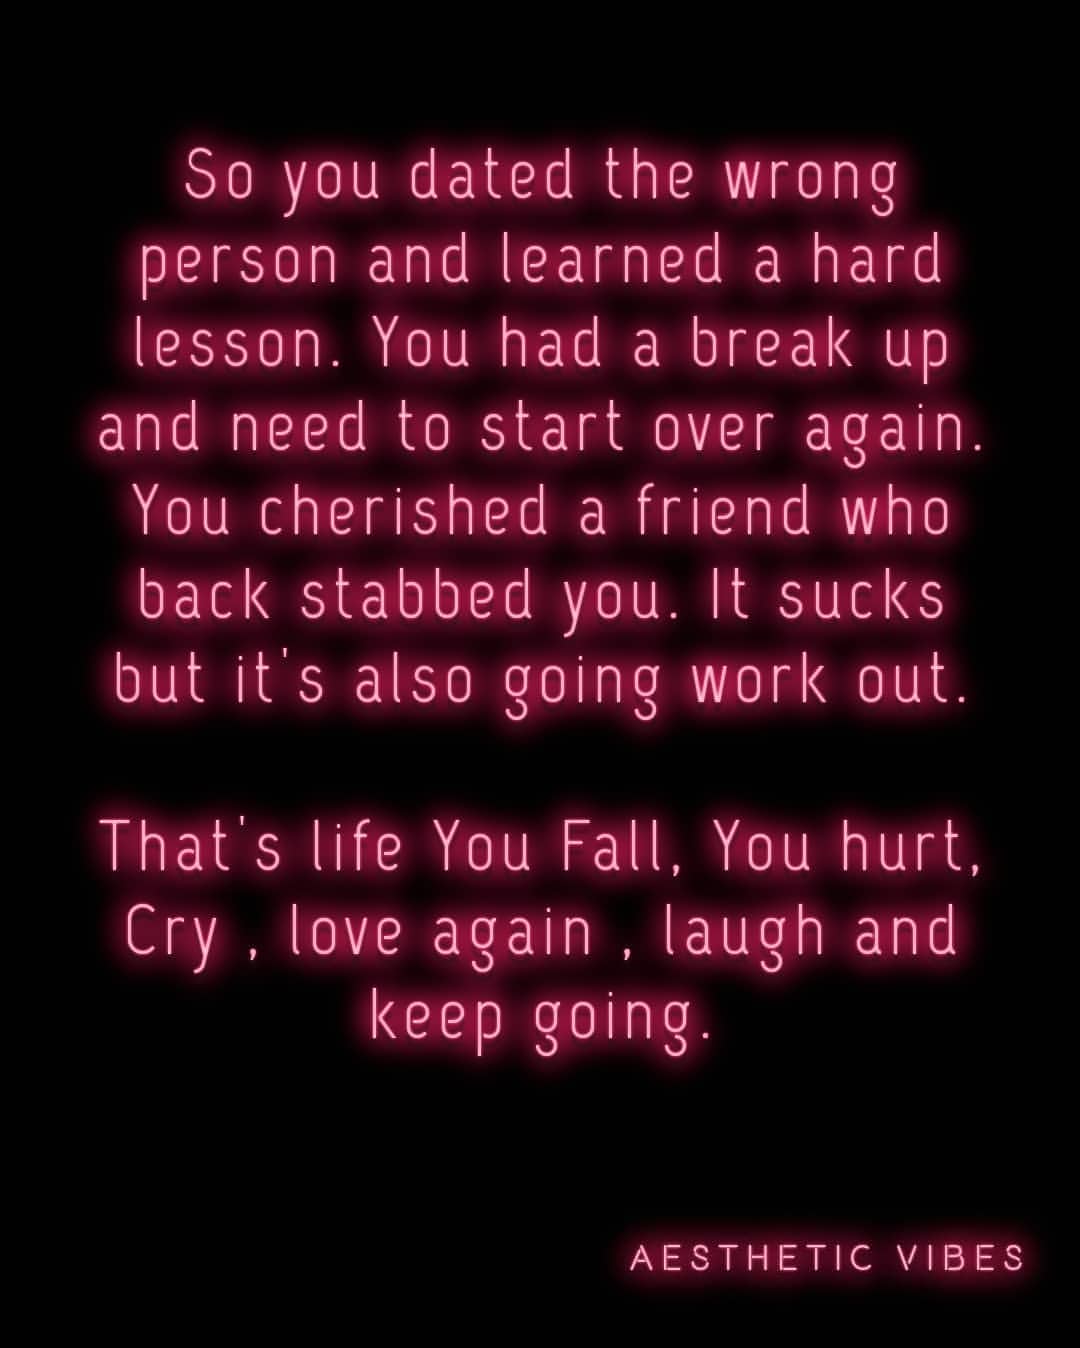 So you dated the wrong
person and learned a hard
lesson. You had a break up
and need to start over again.
You cherished a friend who
back stabbed you. It sucks
but it's also going work out.
That's life You Fall, You hurt,
Cry , love again , laugh and
keep going.
AESTHETIC VIBES